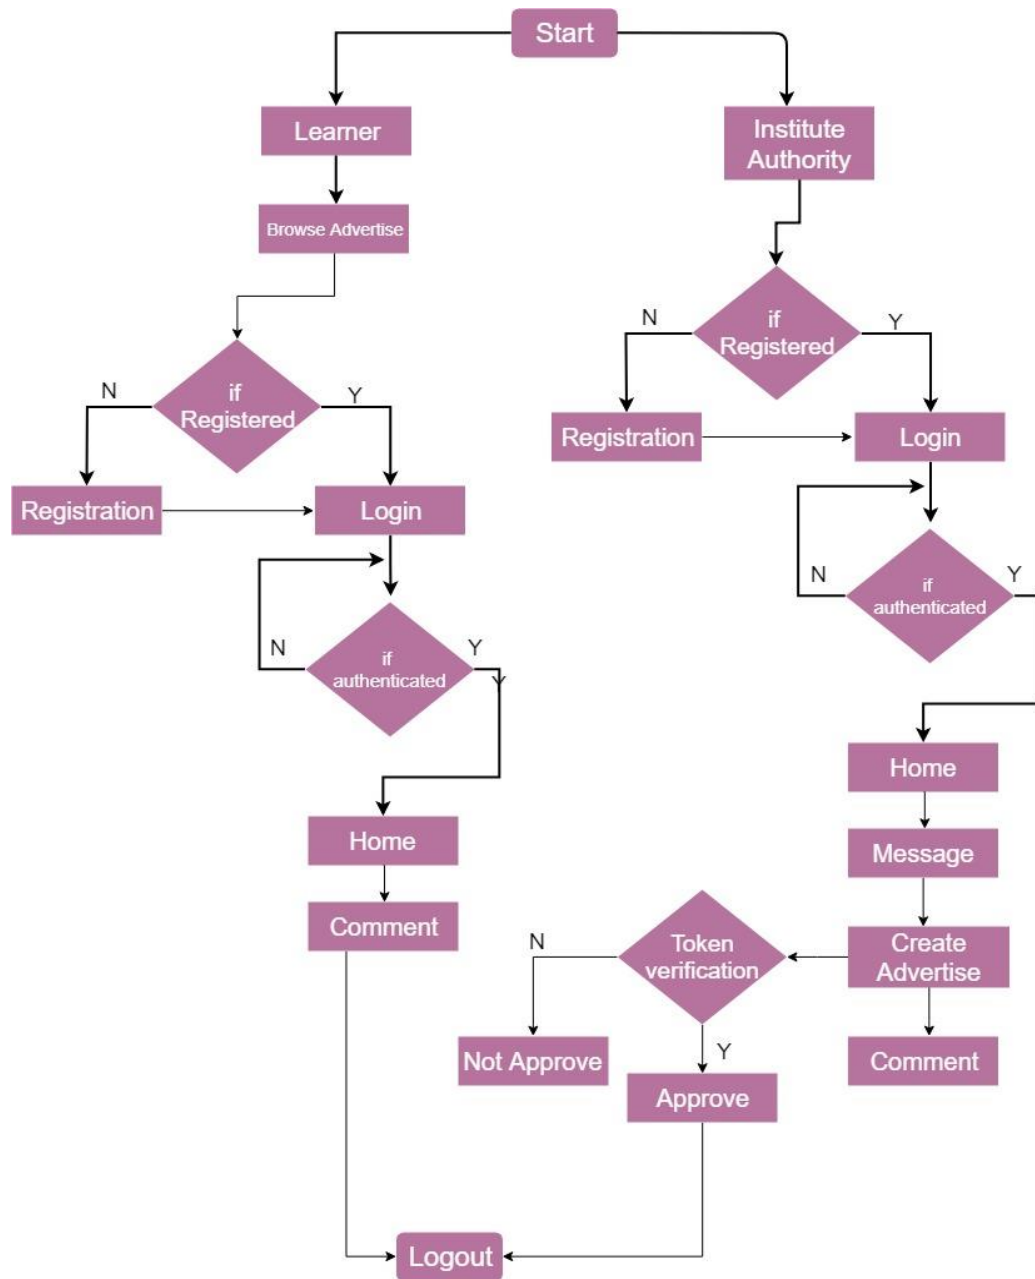 Start
Learner
Institute
Authority
Browse Advertise
if
Registered
N
Y
if
Registered
N
Y
Registration
Login
Registration
Login
if
authenticated
N
Y
if
authenticated
N
Y
Y
Home
Home
Message
Comment
Create
Advertise
Token
verification
N
Not Approve
Y
Comment
Approve
Logout